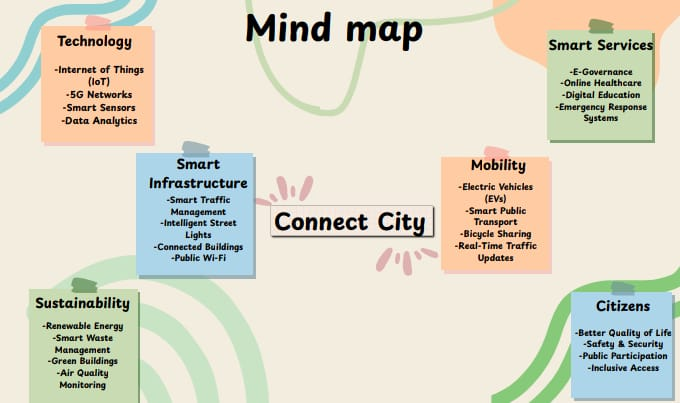 Mind map
Technology
-Internet of Things
(IoT)
-5G Networks
-Smart Sensors
-Data Analytics
Smart Services
-E-Governance
-Online Healthcare
-Digital Education
-Emergency Response
Systems
Smart
Infrastructure
-Smart Traffic
Management
-Intelligent Street
Lights
-Connected Buildings
-Public Wi-Fi
Connect City
Mobility
-Electric Vehicles
(EVs)
-Smart Public
Transport
-Bicycle Sharing
-Real-Time Traffic
Updates
Sustainability
-Renewable Energy
-Smart Waste
Management
-Green Buildings
-Air Quality
Monitoring
Citizens
-Better Quality of Life
-Safety & Security
-Public Participation
-Inclusive Access